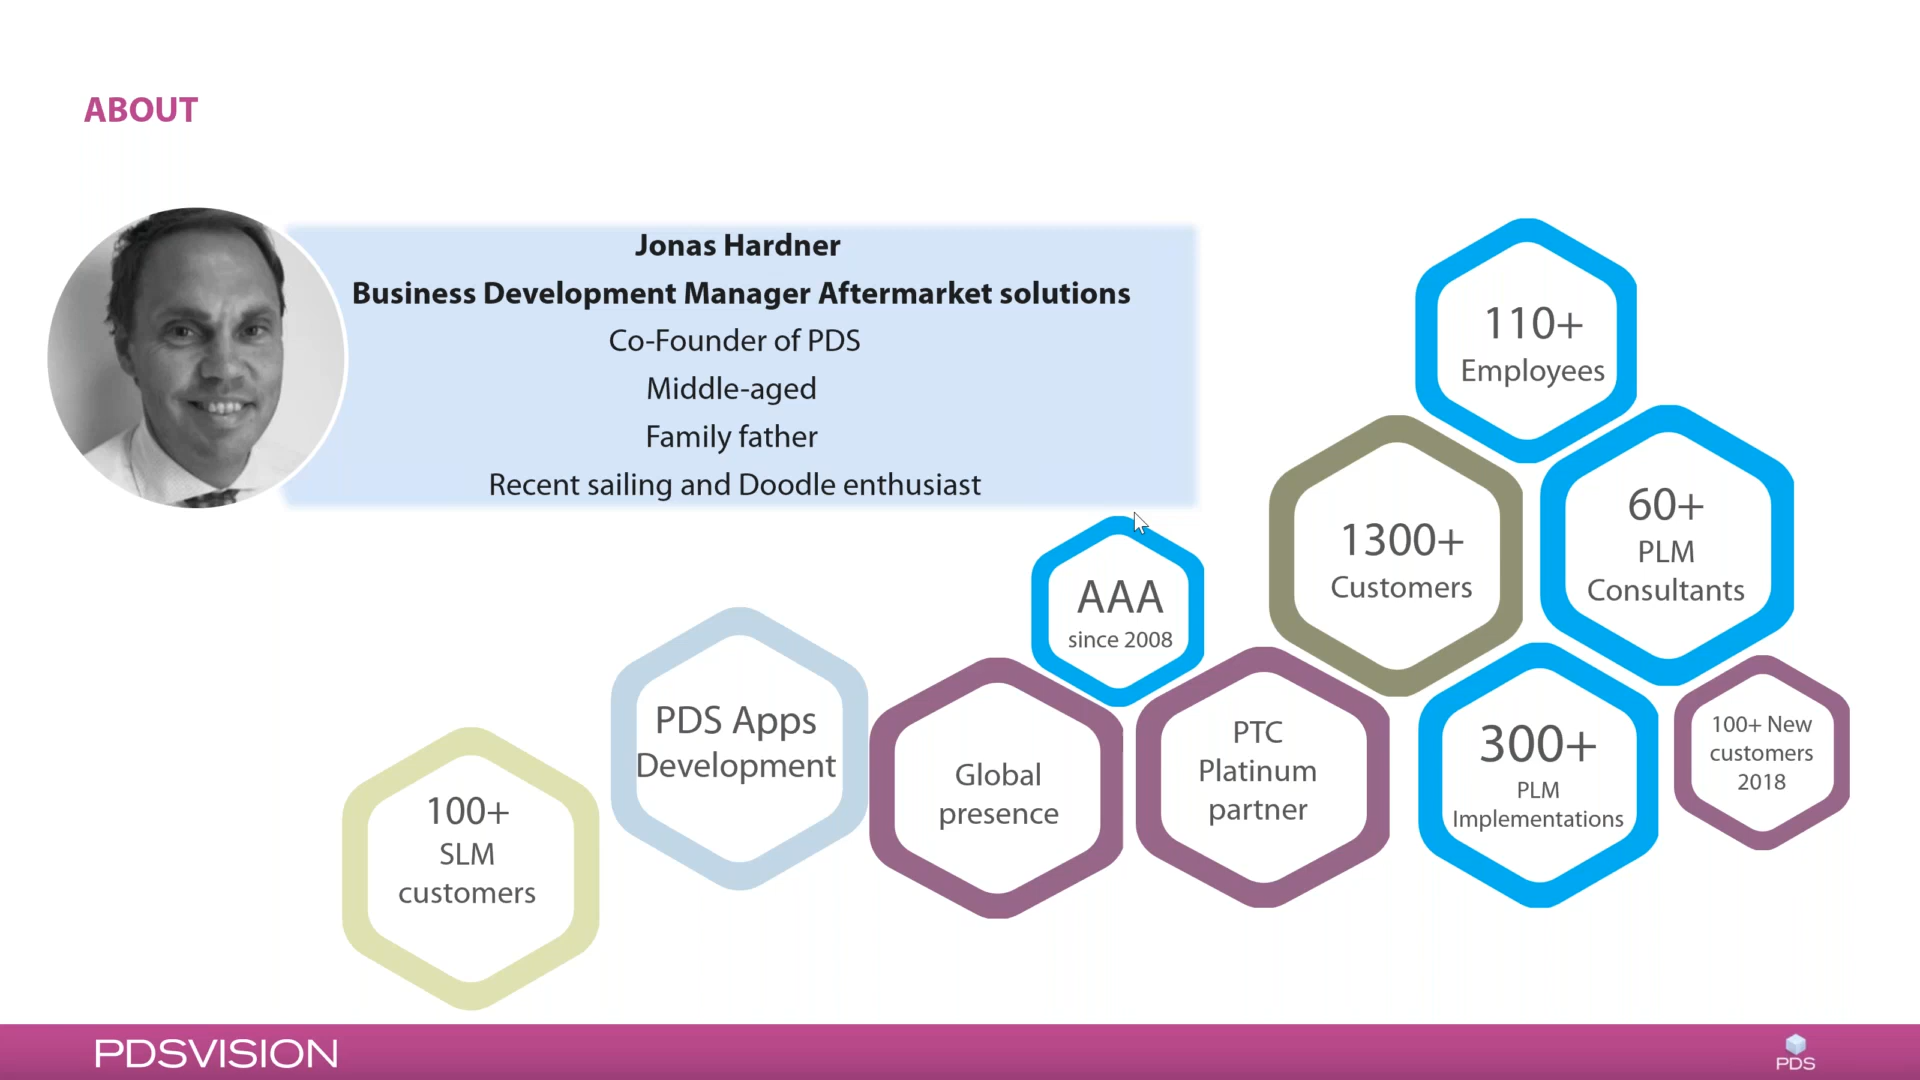 ABOUT
Jonas Hardner
Business Development Manager Aftermarket solutions
Co-Founder of PDS
Middle-aged
Family father
Recent sailing and Doodle enthusiast
110+
Employees
1300+
Customers
60+
PLM
Consultants
AAA
since 2008
PDS Apps
Development
Global
presence
PTC
Platinum
partner
300+
PLM
Implementations
100+ New
customers
2018
100+
SLM
customers
PDSVISION
PDS